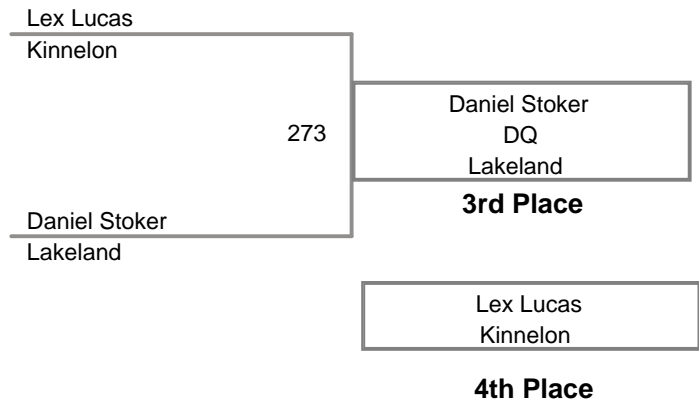 Lex Lucas
Kinnelon
273
Daniel Stoker
DQ
Lakeland
3rd Place
Daniel Stoker
Lakeland
Lex Lucas
Kinnelon
4th Place